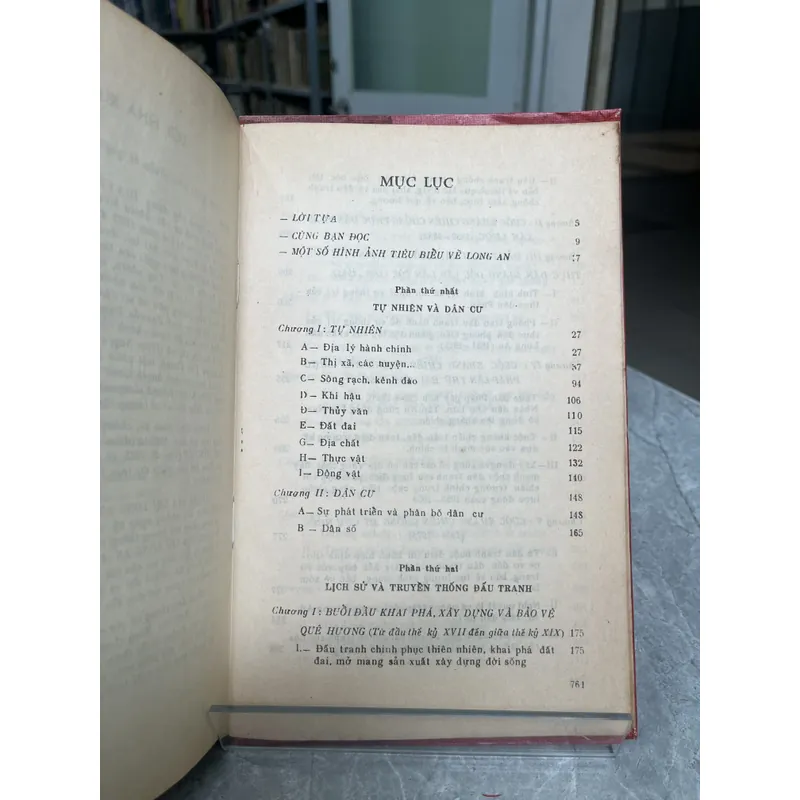 MỤC LỤC
— LỜI TỰA 5
— CÙNG BẠN ĐỌC 9
— MỘT SỐ HÌNH ẢNH TIÊU BIỂU VỀ LONG AN 17
Phần thứ nhất
TỰ NHIÊN VÀ DÂN CƯ
Chương I : TỰ NHIÊN 27
A— Địa lý hành chính 27
B— Thị xã, các huyện... 37
C— Sông rạch, kênh đào 94
D— Khí hậu 106
Đ— Thủy văn 110
E— Đất đai 115
G— Địa chất 122
H— Thực vật 132
I— Động vật 140
Chương II : DÂN CƯ 148
A— Sự phát triển và phân bố dân cư 148
B — Dân số 165
Phần thứ hai
LỊCH SỬ VÀ TRUYỀN THỐNG ĐẤU TRANH
Chương I : BUỔI ĐẦU KHAI PHÁ, XÂY DỰNG VÀ BẢO VỆ
QUÊ HƯƠNG (Từ đầu thế kỷ XVII đến giữa thế kỷ XIX) 175
I.— Đấu tranh chinh phục thiên nhiên, khai phá đất 175
đai, mở mang sản xuất xây dựng đời sống
761